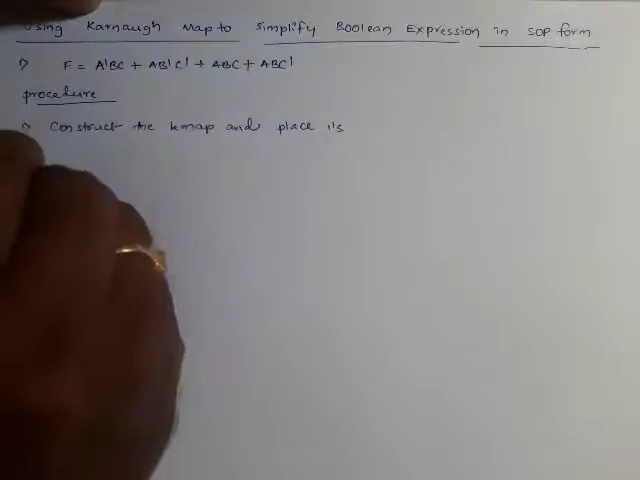 Using Karnaugh Map to Simplify Boolean Expression in SOP form
1) F = A'BC + AB'C' + ABC + ABC'
procedure
1) Construct the kmap and place 1's